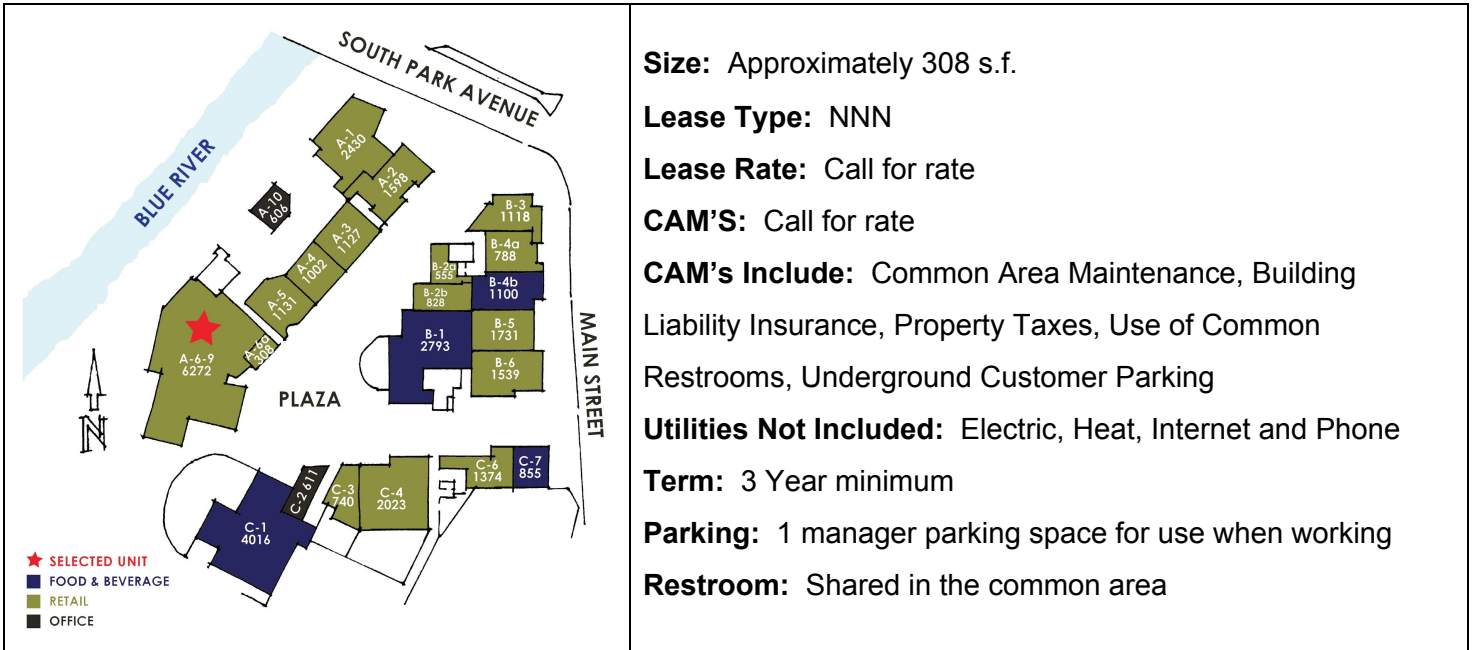 SOUTH PARK AVENUE
BLUE RIVER
A-1
2430
A-2
1598
A-10
606
A-3
1127
A-4
1002
A-5
1131
A-6-9
6272
A-6a
308
B-3
1118
B-4a
788
B-2a
555
B-4b
1100
B-2b
828
B-1
2793
B-5
1731
B-6
1539
MAIN STREET
PLAZA
N
C-1
4016
C-2 611
C-3
740
C-4
2023
C-6
1374
C-7
855
SELECTED UNIT
FOOD & BEVERAGE
RETAIL
OFFICE
Size: Approximately 308 s.f.
Lease Type: NNN
Lease Rate: Call for rate
CAM'S: Call for rate
CAM's Include: Common Area Maintenance, Building
Liability Insurance, Property Taxes, Use of Common
Restrooms, Underground Customer Parking
Utilities Not Included: Electric, Heat, Internet and Phone
Term: 3 Year minimum
Parking: 1 manager parking space for use when working
Restroom: Shared in the common area